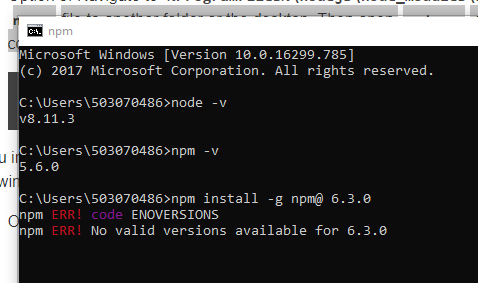 npm
Microsoft Windows [Version 10.0.16299.785]
(c) 2017 Microsoft Corporation. All rights reserved.
C:\Users\503070486>node -v
v8.11.3
C:\Users\503070486>npm -v
5.6.0
C:\Users\503070486>npm install -g npm@ 6.3.0
npm ERR! code ENOVERSIONS
npm ERR! No valid versions available for 6.3.0